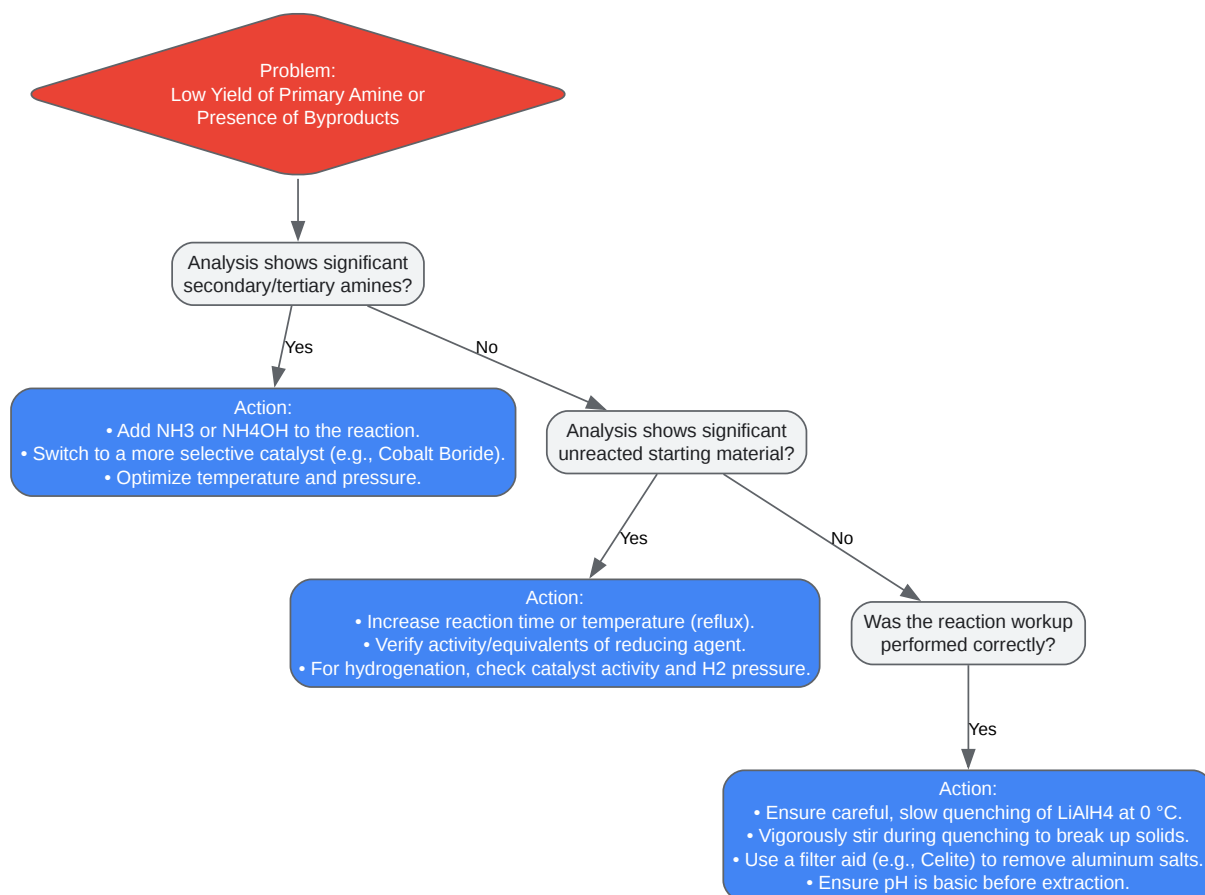 Problem:
Low Yield of Primary Amine or
Presence of Byproducts
Analysis shows significant
secondary/tertiary amines?
Yes
No
Action:
• Add NH3 or NH4OH to the reaction.
• Switch to a more selective catalyst (e.g., Cobalt Boride).
• Optimize temperature and pressure.
Analysis shows significant
unreacted starting material?
Yes
No
Action:
• Increase reaction time or temperature (reflux).
• Verify activity/equivalents of reducing agent.
• For hydrogenation, check catalyst activity and H2 pressure.
Was the reaction workup
performed correctly?
Yes
Action:
• Ensure careful, slow quenching of LiAlH4 at 0 °C.
• Vigorously stir during quenching to break up solids.
• Use a filter aid (e.g., Celite) to remove aluminum salts.
• Ensure pH is basic before extraction.